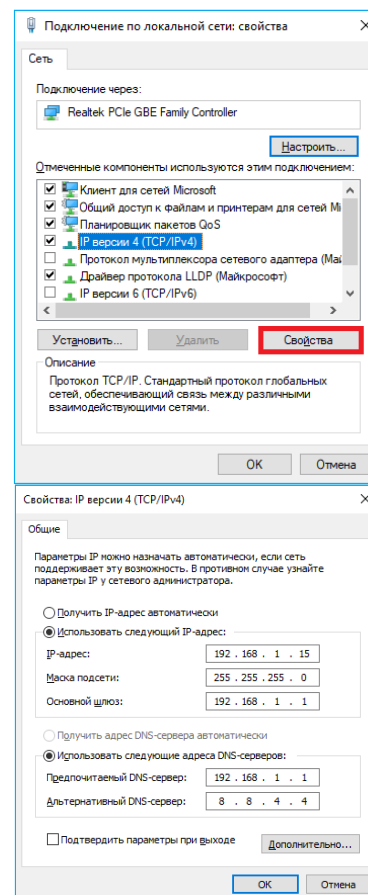 Подключение по локальной сети: свойства
Сеть
Подключение через:
Realtek PCIe GBE Family Controller
Настроить...
Отмеченные компоненты используются этим подключением:
Клиент для сетей Microsoft
Общий доступ к файлам и принтерам для сетей Mi
Планировщик пакетов QoS
IP версии 4 (TCP/IPv4)
Протокол мультиплексора сетевого адаптера (Май
Драйвер протокола LLDP (Майкрософт)
IP версии 6 (TCP/IPv6)
Установить... Удалить Свойства
Описание
Протокол TCP/IP. Стандартный протокол глобальных
сетей, обеспечивающий связь между различными
взаимодействующими сетями.
OK Отмена
Свойства: IP версии 4 (TCP/IPv4)
Общие
Параметры IP можно назначать автоматически, если сеть
поддерживает эту возможность. В противном случае узнайте
параметры IP у сетевого администратора.
Получить IP-адрес автоматически
Использовать следующий IP-адрес:
IP-адрес: 192 . 168 . 1 . 15
Маска подсети: 255 . 255 . 255 . 0
Основной шлюз: 192 . 168 . 1 . 1
Получить адрес DNS-сервера автоматически
Использовать следующие адреса DNS-серверов:
Предпочитаемый DNS-сервер: 192 . 168 . 1 . 1
Альтернативный DNS-сервер: 8 . 8 . 4 . 4
Подтвердить параметры при выходе Дополнительно...
OK Отмена